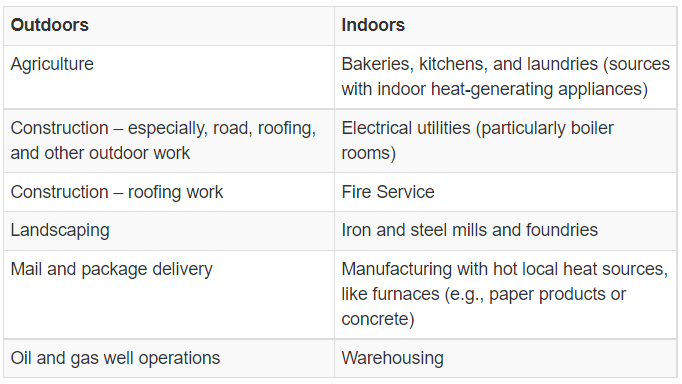 Outdoors
Indoors
Agriculture
Bakeries, kitchens, and laundries (sources
with indoor heat-generating appliances)
Construction – especially, road, roofing,
and other outdoor work
Electrical utilities (particularly boiler
rooms)
Construction – roofing work
Fire Service
Landscaping
Iron and steel mills and foundries
Mail and package delivery
Manufacturing with hot local heat sources,
like furnaces (e.g., paper products or
concrete)
Oil and gas well operations
Warehousing